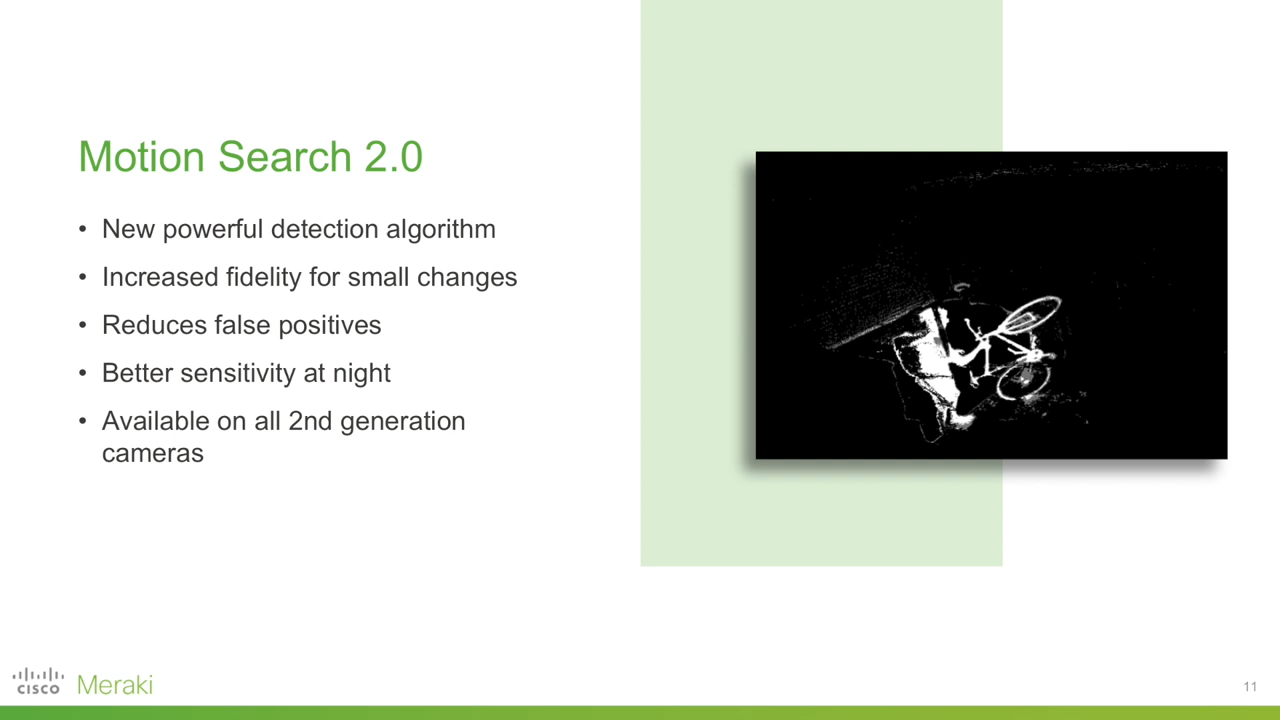 Motion Search 2.0
• New powerful detection algorithm
• Increased fidelity for small changes
• Reduces false positives
• Better sensitivity at night
• Available on all 2nd generation
cameras
CISCO Meraki
11